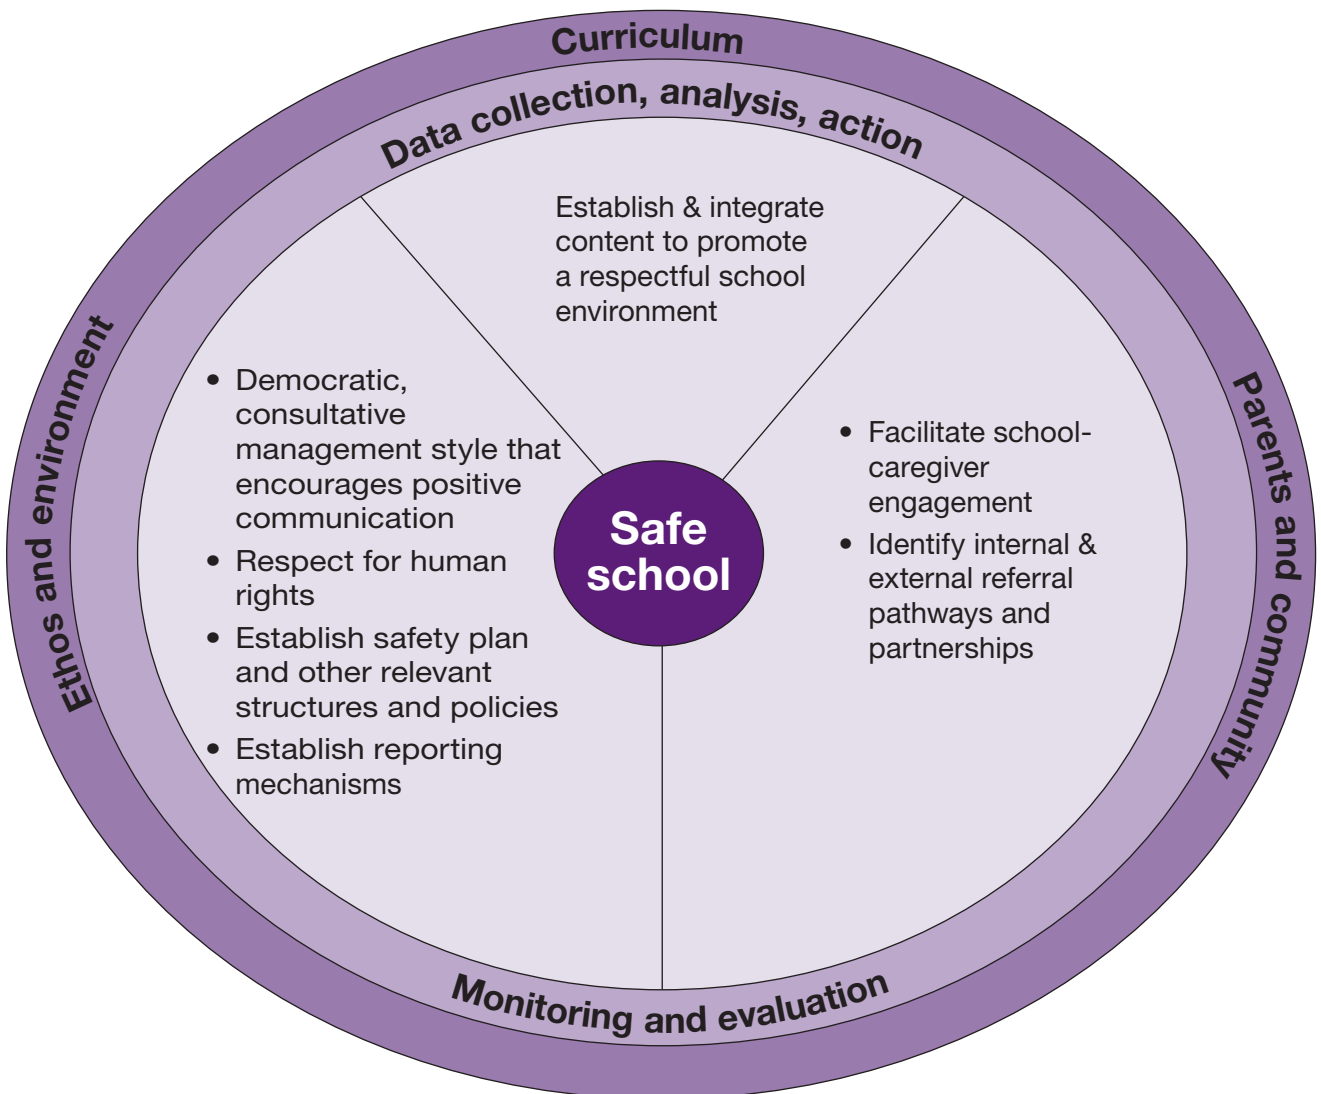 Curriculum
Data collection, analysis, action
Establish & integrate
content to promote
a respectful school
environment
Ethos and environment
• Democratic,
consultative
management style that
encourages positive
communication
• Respect for human
rights
• Establish safety plan
and other relevant
structures and policies
• Establish reporting
mechanisms
Safe
school
• Facilitate school-
caregiver
engagement
• Identify internal &
external referral
pathways and
partnerships
Parents and community
Monitoring and evaluation